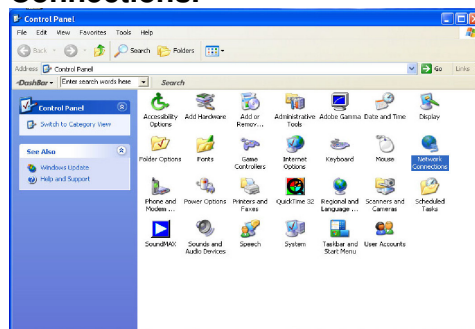 Connections.
Control Panel
File Edit View Favorites Tools Help
Back Search Folders
Address Control Panel Go Links
DashBar Enter search words here Search
Control Panel
Switch to Category View
See Also
Windows Update
Help and Support
Accessibility Options
Add Hardware
Add or Remov...
Administrative Tools
Adobe Gamma
Date and Time
Display
Folder Options
Fonts
Game Controllers
Internet Options
Keyboard
Mouse
Network Connections
Phone and Modem ...
Power Options
Printers and Faxes
QuickTime 32
Regional and Language ...
Scanners and Cameras
Scheduled Tasks
SoundMAX
Sounds and Audio Devices
Speech
System
Taskbar and Start Menu
User Accounts